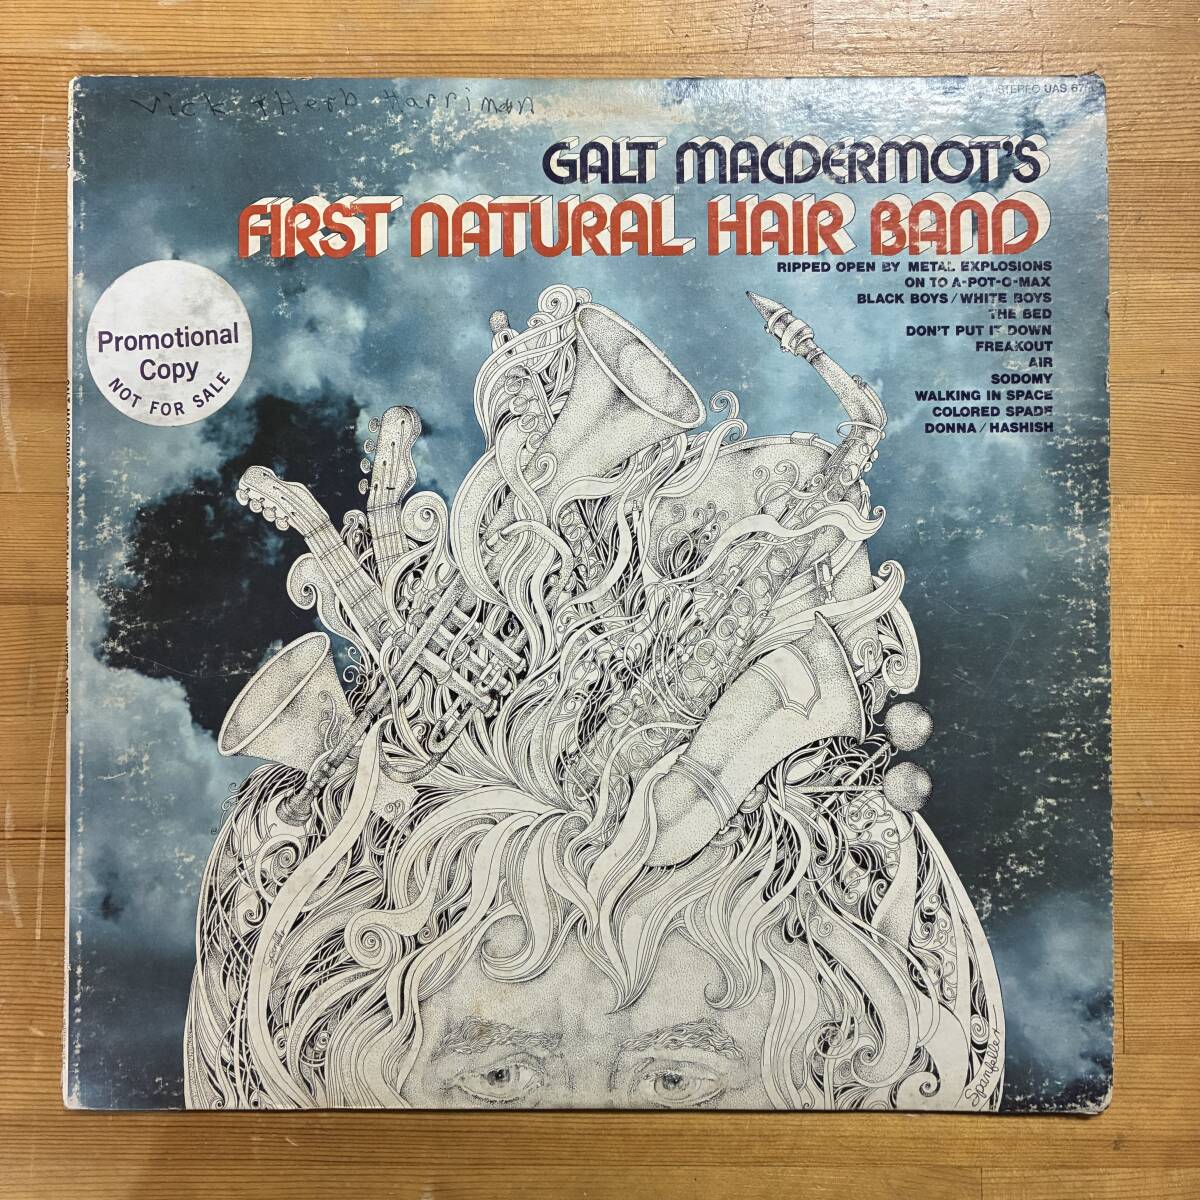 Vick + Herb Harriman
STEREO UAS
GALT MACDERMOT'S
FIRST NATURAL HAIR BAND
RIPPED OPEN BY METAL EXPLOSIONS
ON TO A-POT-O-MAX
BLACK BOYS / WHITE BOYS
THE BED
DON'T PUT IT DOWN
FREAKOUT
AIR
SODOMY
WALKING IN SPACE
COLORED SPADE
DONNA / HASHISH
Promotional
Copy
NOT FOR SALE
Spanfeller